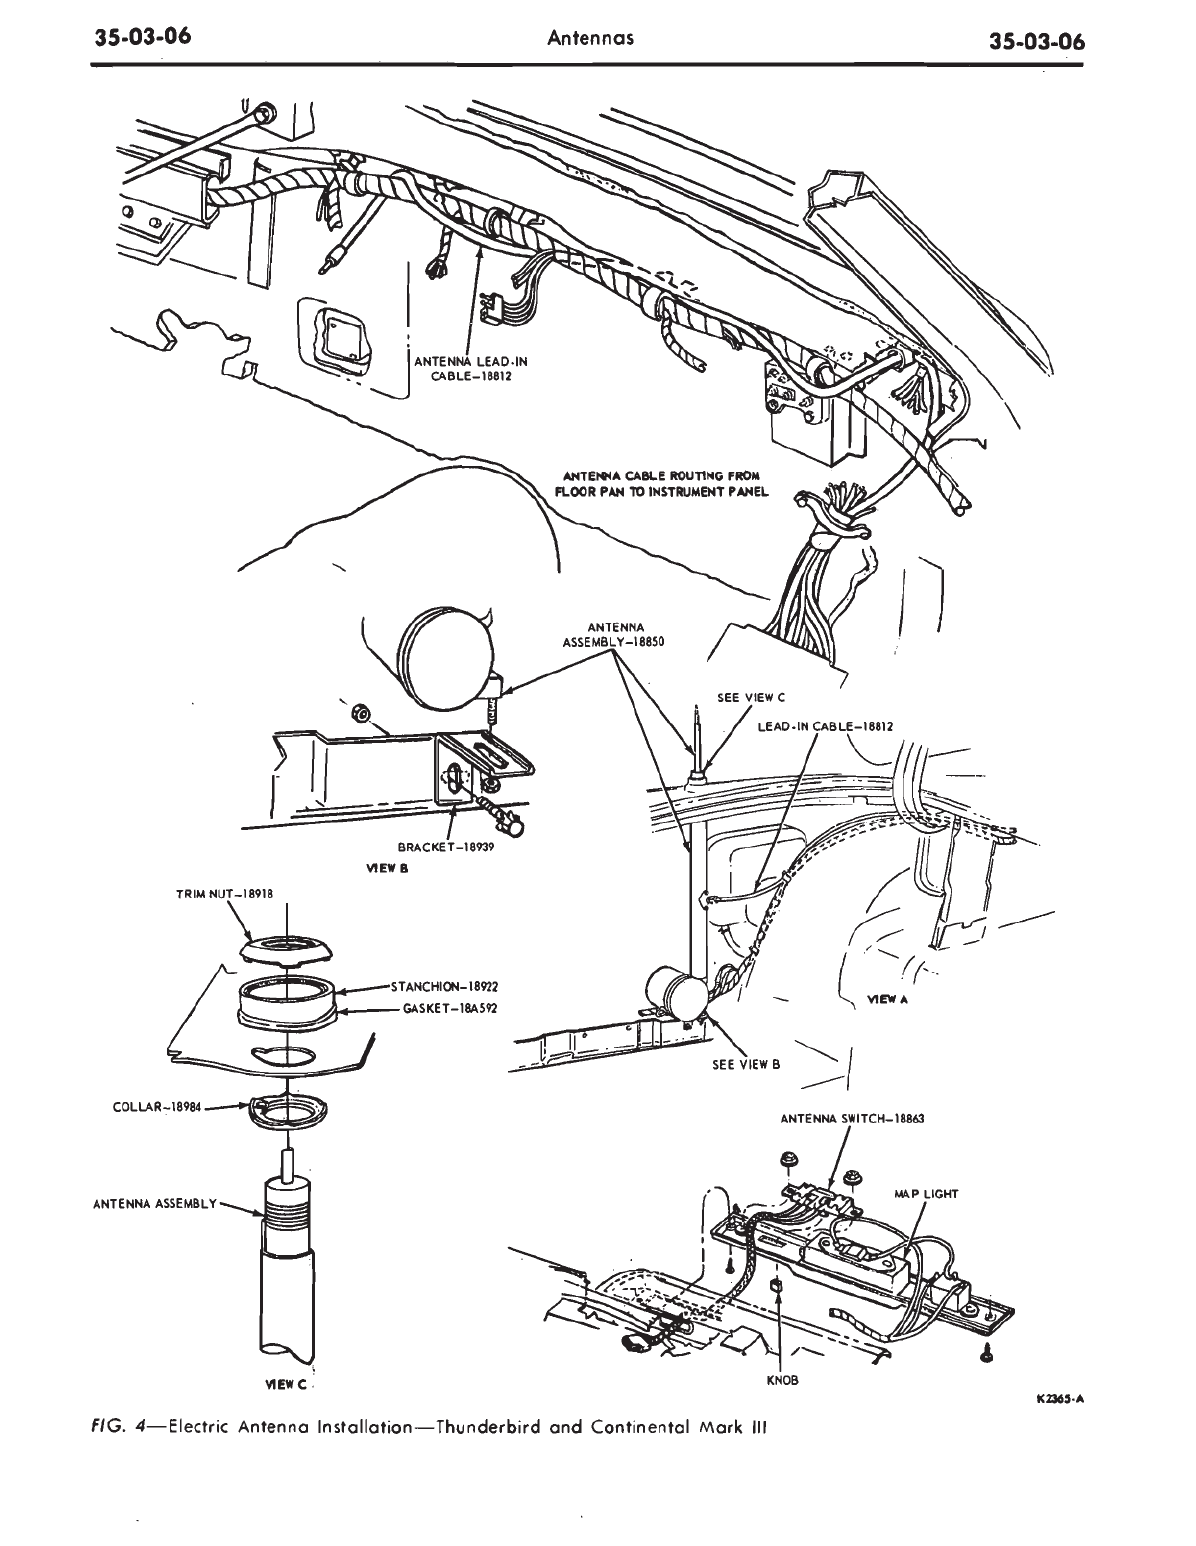 35-03-06
Antennas
35-03-06
ANTENNA LEAD-IN
CABLE-18812
ANTENNA CABLE ROUTING FROM
FLOOR PAN TO INSTRUMENT PANEL
ANTENNA
ASSEMBLY-18850
SEE VIEW C
LEAD-IN CABLE-18812
BRACKET-18939
VIEW B
TRIM NUT-18918
STANCHION-18922
GASKET-18A592
VIEW A
SEE VIEW B
COLLAR-18984
ANTENNA SWITCH-18863
MAP LIGHT
ANTENNA ASSEMBLY
KNOB
VIEW C
K2365-A
FIG. 4—Electric Antenna Installation—Thunderbird and Continental Mark III